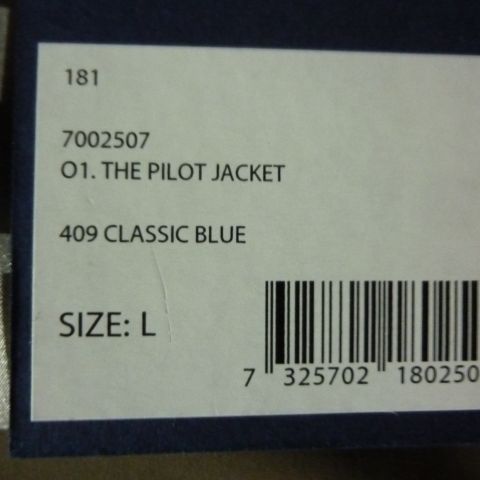 181
7002507
O1. THE PILOT JACKET
409 CLASSIC BLUE
SIZE: L
7 325702 180250